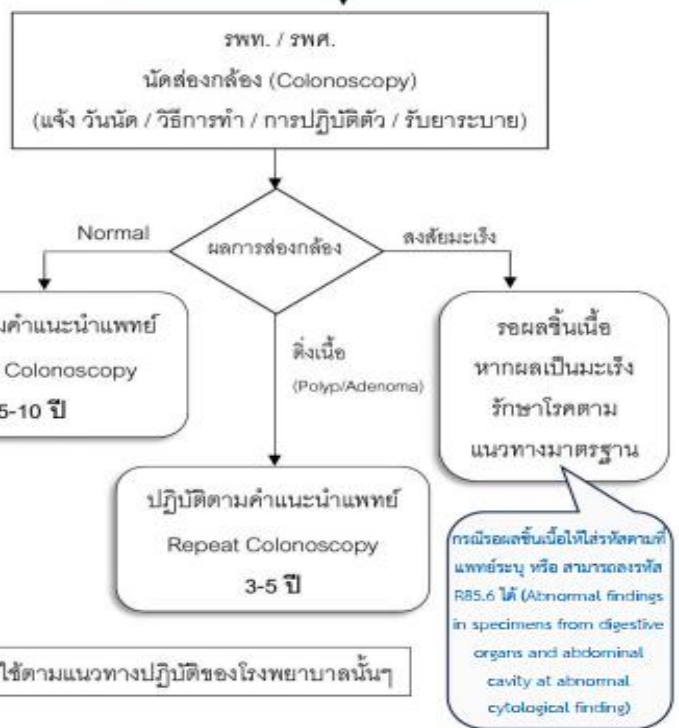 รพท. / รพศ.
นัดส่องกล้อง (Colonoscopy)
(แจ้ง วันนัด / วิธีการทำ / การปฏิบัติตัว / รับยาระบาย)
Normal
ผลการส่องกล้อง
สงสัยมะเร็ง
มคำแนะนำแพทย์
Colonoscopy
5-10 ปี
ติ่งเนื้อ
(Polyp/Adenoma)
รอผลชิ้นเนื้อ
หากผลเป็นมะเร็ง
รักษาโรคตาม
แนวทางมาตรฐาน
ปฏิบัติตามคำแนะนำแพทย์
Repeat Colonoscopy
3-5 ปี
กรณีรอผลชิ้นเนื้อให้ใส่รหัสตามที่
แพทย์ระบุ หรือ สามารถลงรหัส
R85.6 ได้ (Abnormal findings
in specimens from digestive
organs and abdominal
cavity at abnormal
cytological finding)
ใช้ตามแนวทางปฏิบัติของโรงพยาบาลนั้นๆ